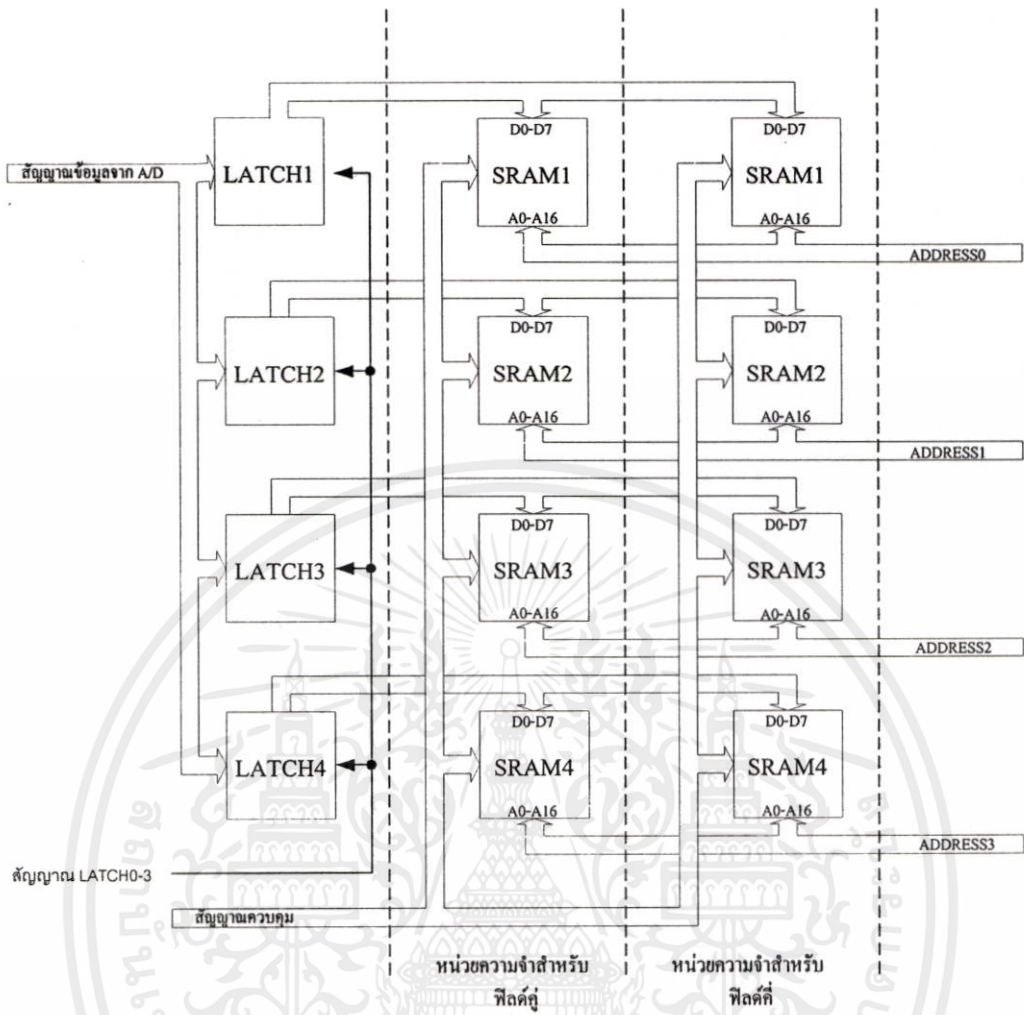 D0-D7
D0-D7
สัญญาณข้อมูลจาก A/D
LATCH1
SRAM1
SRAM1
A0-A16
A0-A16
ADDRESS0
D0-D7
D0-D7
LATCH2
SRAM2
SRAM2
A0-A16
A0-A16
ADDRESS1
D0-D7
D0-D7
LATCH3
SRAM3
SRAM3
A0-A16
A0-A16
ADDRESS2
D0-D7
D0-D7
LATCH4
SRAM4
SRAM4
A0-A16
A0-A16
ADDRESS3
สัญญาณ LATCH0-3
สัญญาณควบคุม
หน่วยความจำสำหรับ
ฟิลด์คู่
หน่วยความจำสำหรับ
ฟิลด์คี่